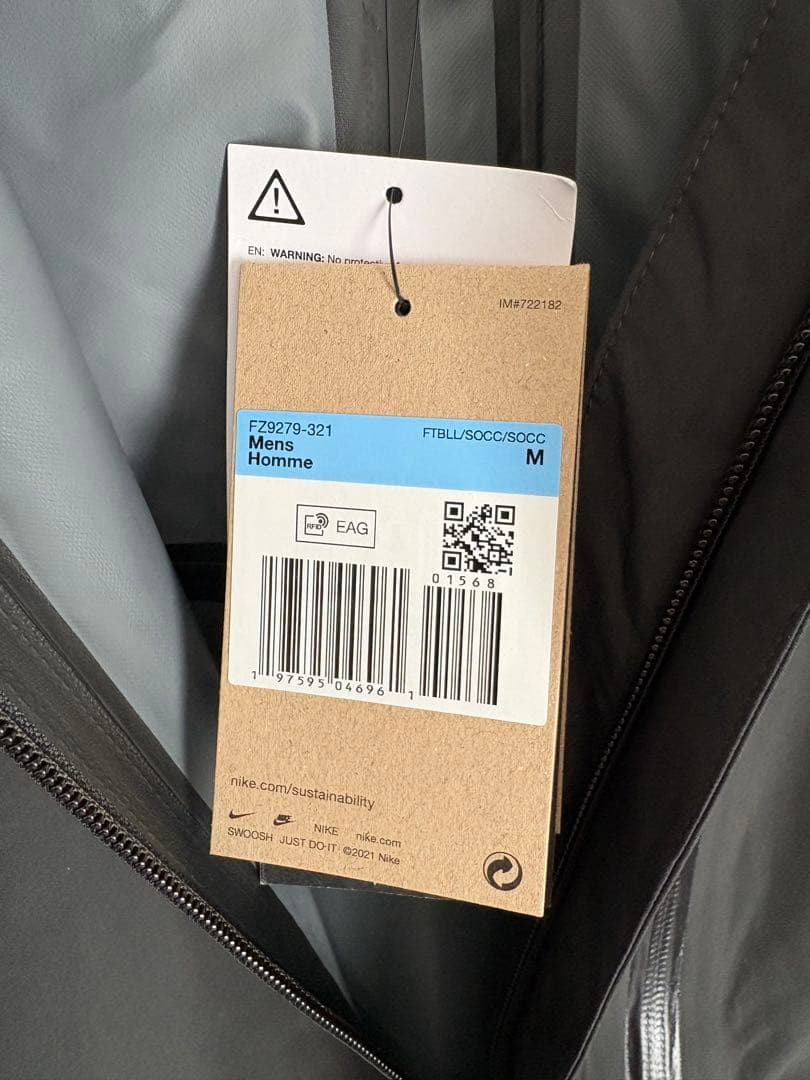 EN: WARNING: No protective
IM#722182
FZ9279-321
Mens
Homme
FTBLL/SOCC/SOCC
M
RFID
EAG
01568
1 97595 04696 1
nike.com/sustainability
NIKE nike.com
SWOOSH JUST DO IT ©2021 Nike